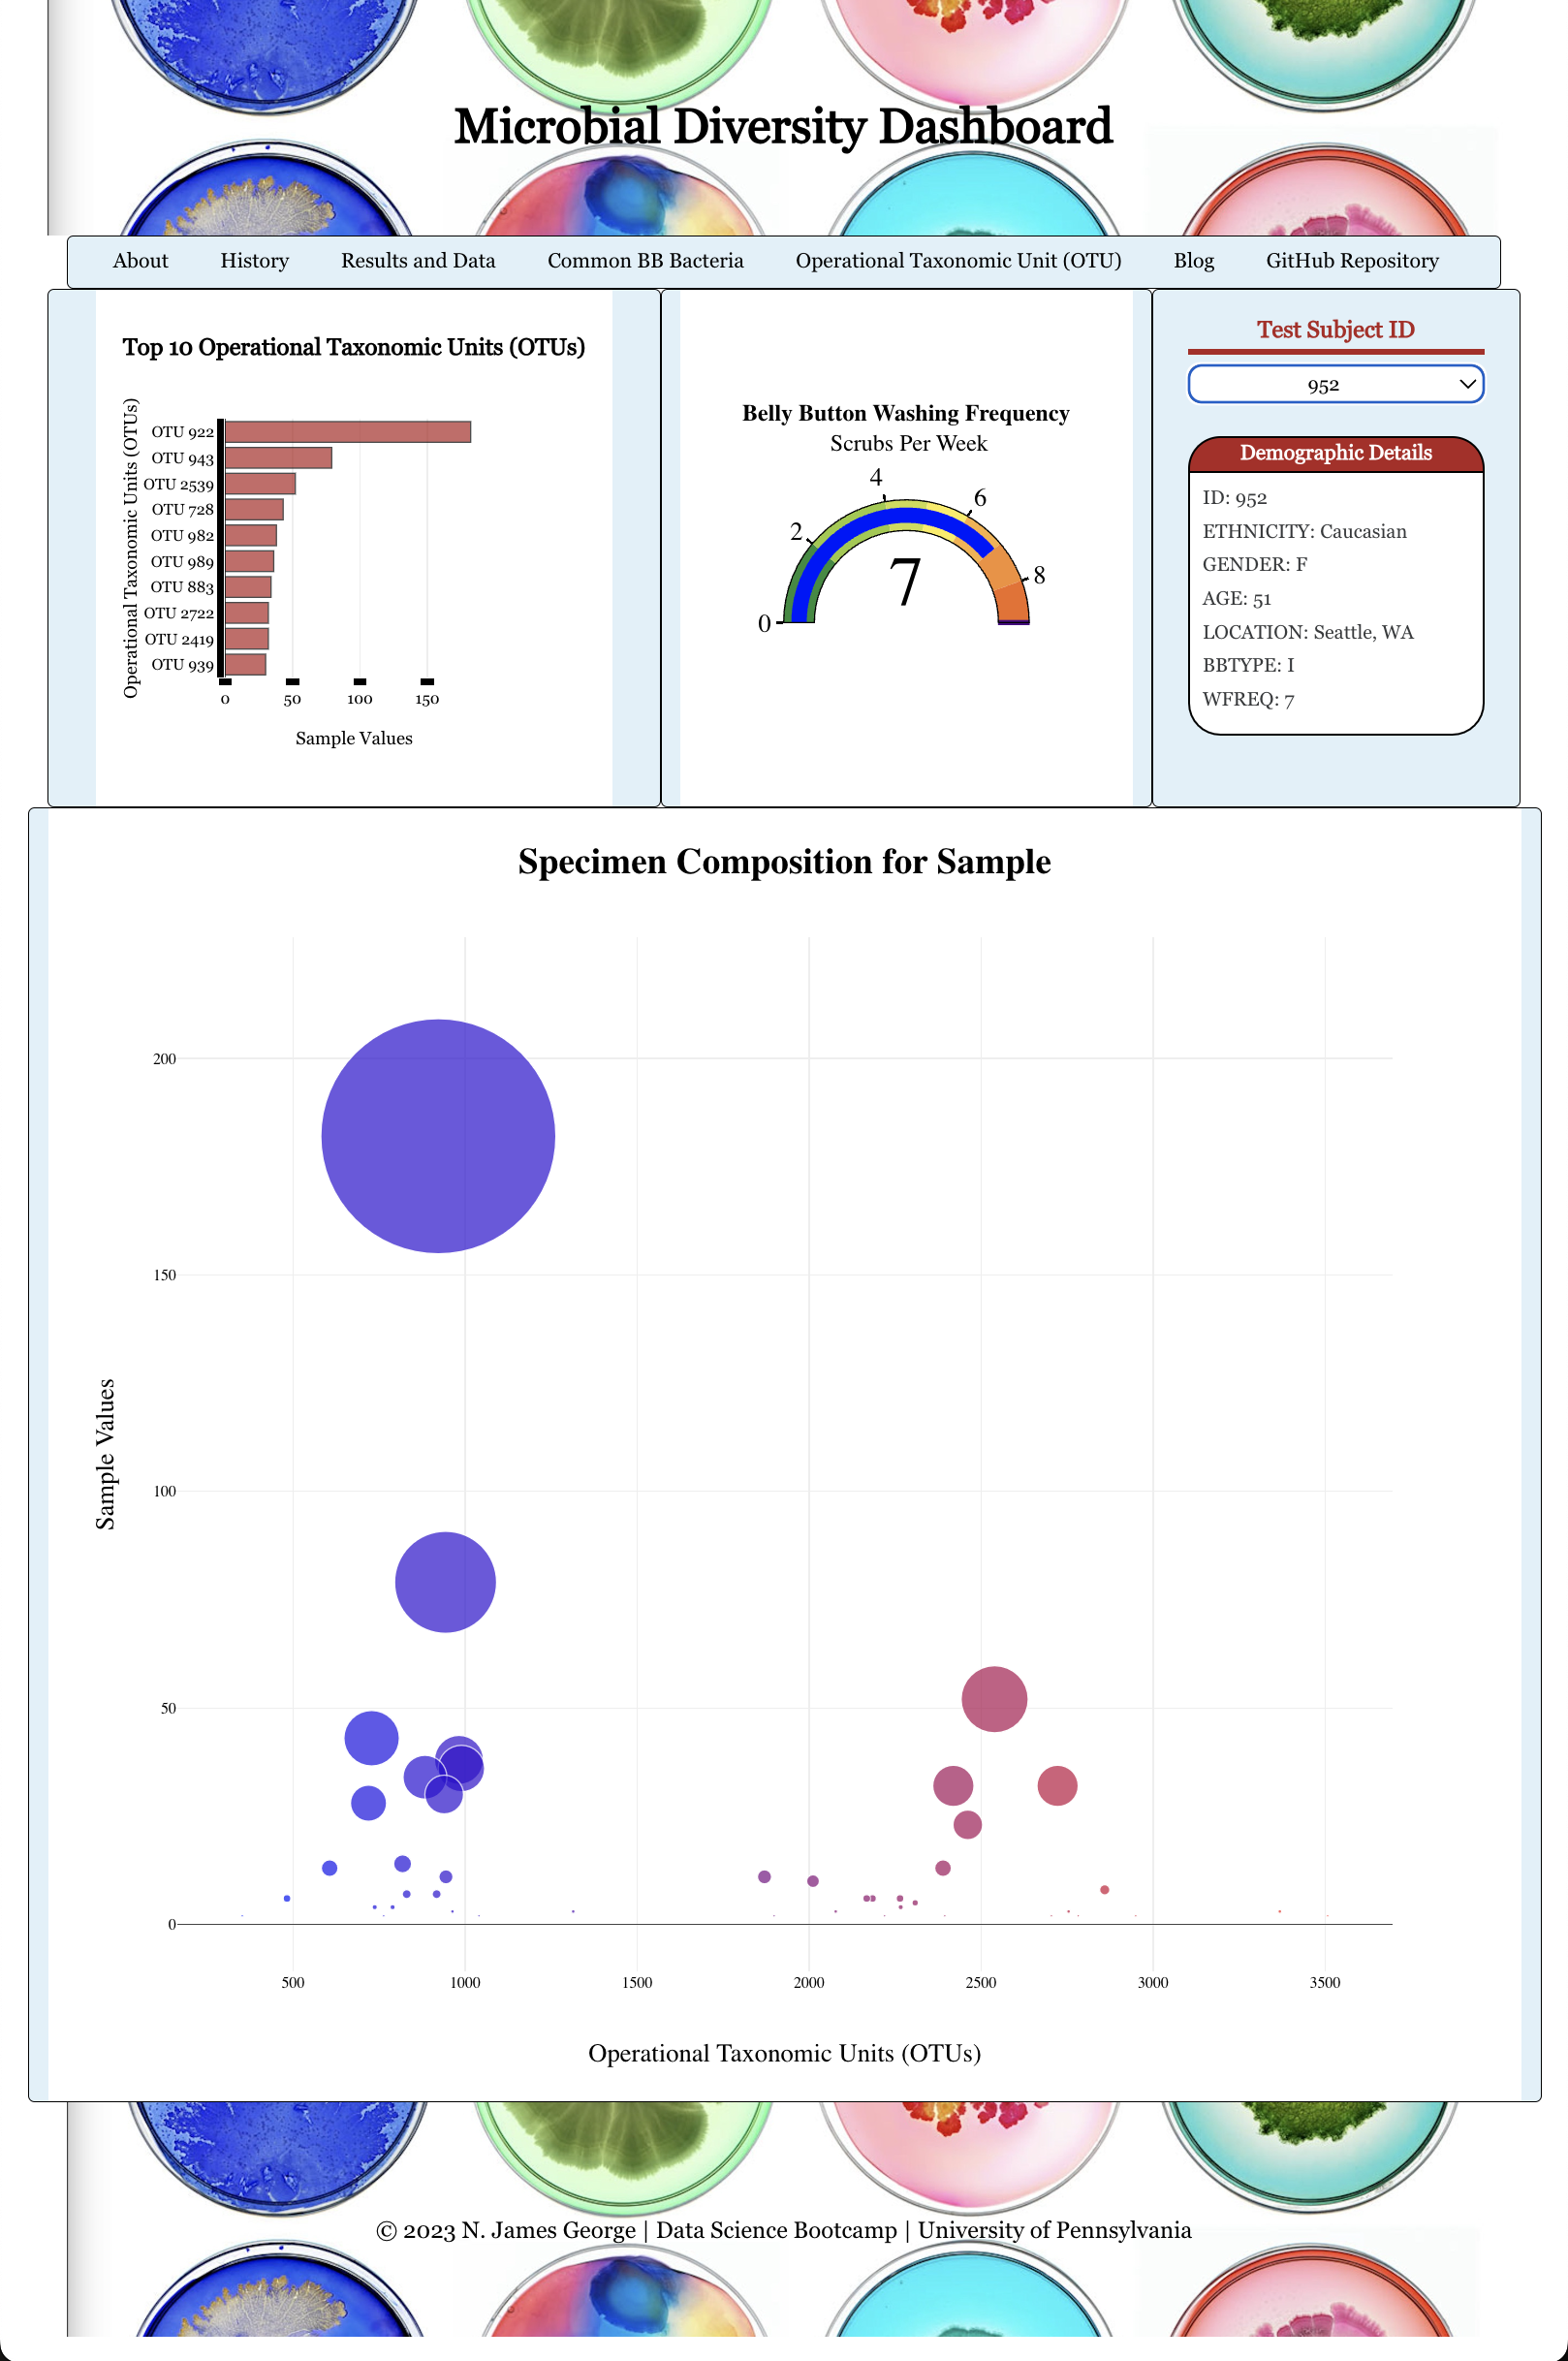 Microbial Diversity Dashboard
About History Results and Data Common BB Bacteria Operational Taxonomic Unit (OTU) Blog GitHub Repository
Top 10 Operational Taxonomic Units (OTUs)
Operational Taxonomic Units (OTUs)
OTU 922
OTU 943
OTU 2539
OTU 728
OTU 982
OTU 989
OTU 883
OTU 2722
OTU 2419
OTU 939
0 50 100 150
Sample Values
Belly Button Washing Frequency
Scrubs Per Week
0
2
4
6
8
7
Test Subject ID
952
Demographic Details
ID: 952
ETHNICITY: Caucasian
GENDER: F
AGE: 51
LOCATION: Seattle, WA
BBTYPE: I
WFREQ: 7
Specimen Composition for Sample
Sample Values
200
150
100
50
0
500 1000 1500 2000 2500 3000 3500
Operational Taxonomic Units (OTUs)
© 2023 N. James George | Data Science Bootcamp | University of Pennsylvania